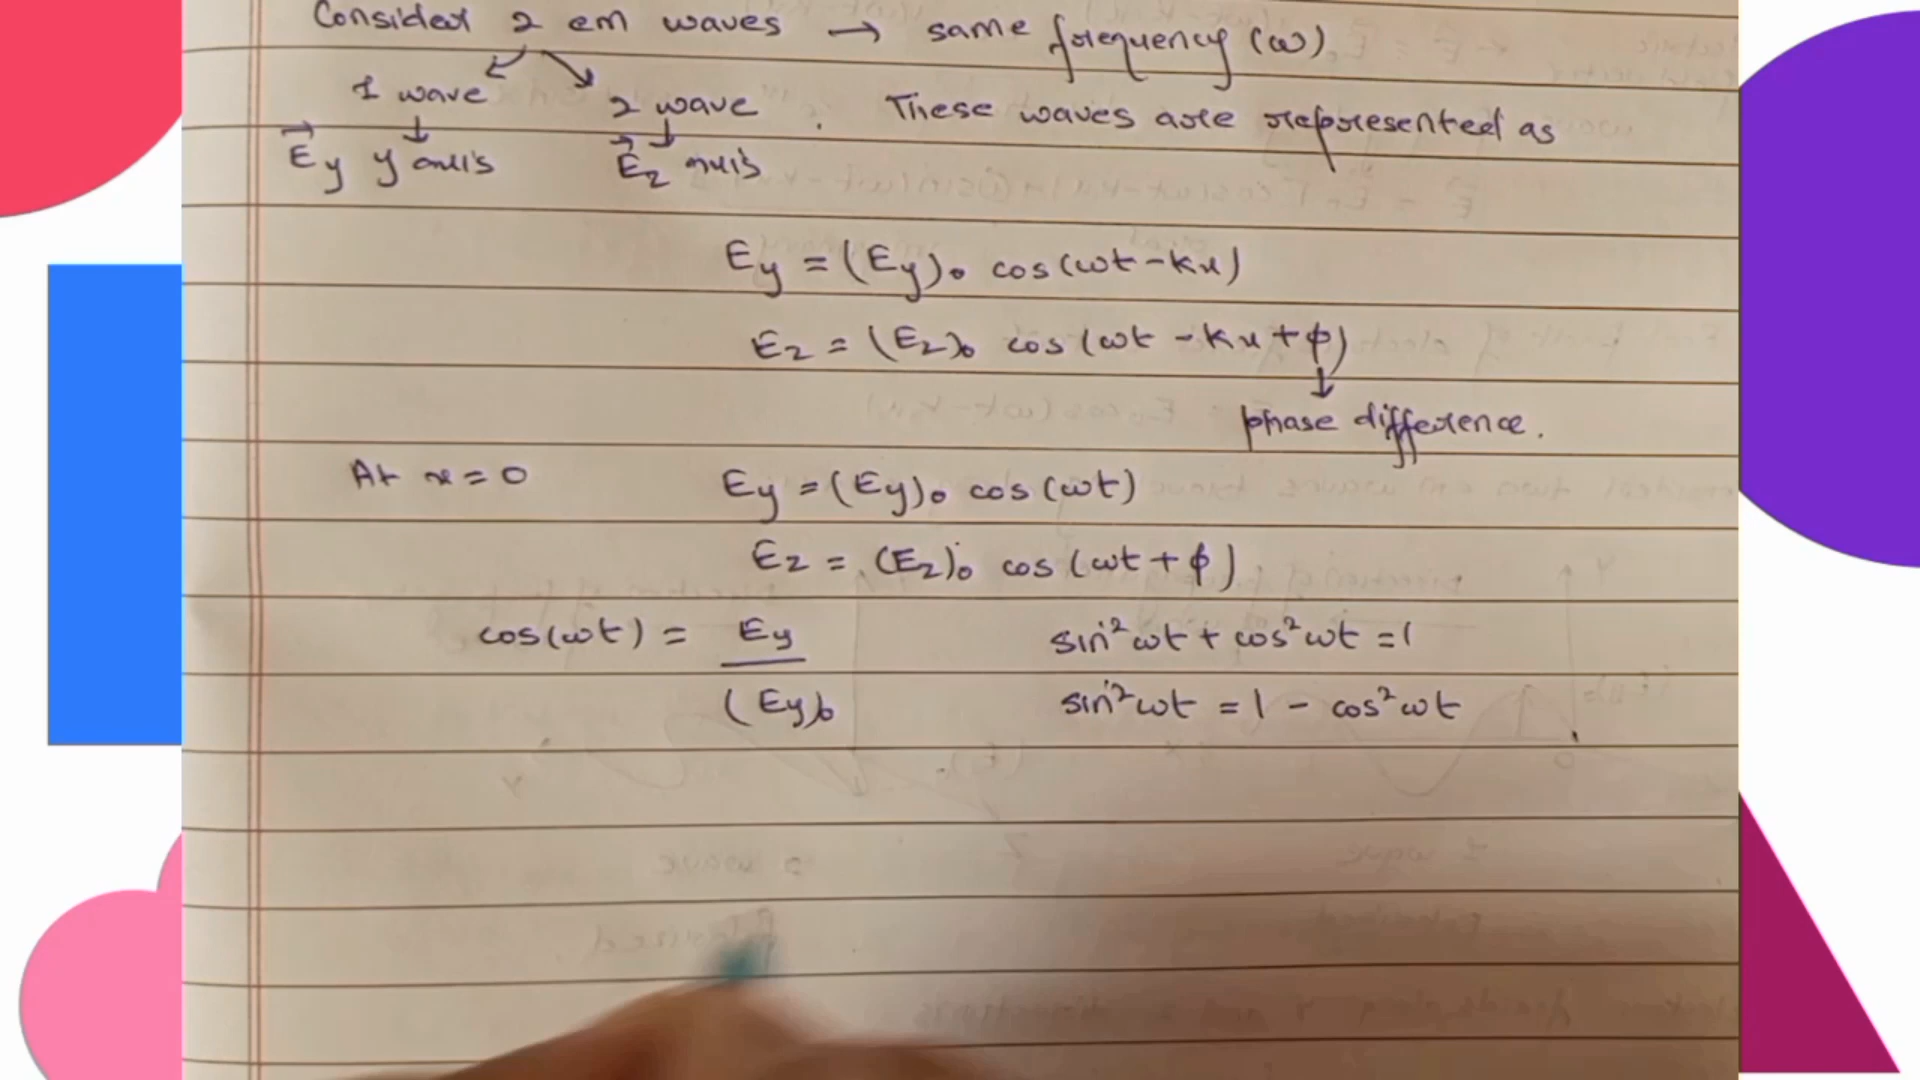 Consider 2 em waves → same frequency (ω)
1 wave 2 wave . These waves are represented as
E⃗y y axis E⃗z axis
Ey = (Ey)₀ cos(ωt - kx)
Ez = (Ez)₀ cos(ωt - kx + φ)
phase difference.
At x = 0 Ey = (Ey)₀ cos(ωt)
Ez = (Ez)₀ cos(ωt + φ)
cos(ωt) = Ey / (Ey)₀
sin²ωt + cos²ωt = 1
sin²ωt = 1 - cos²ωt